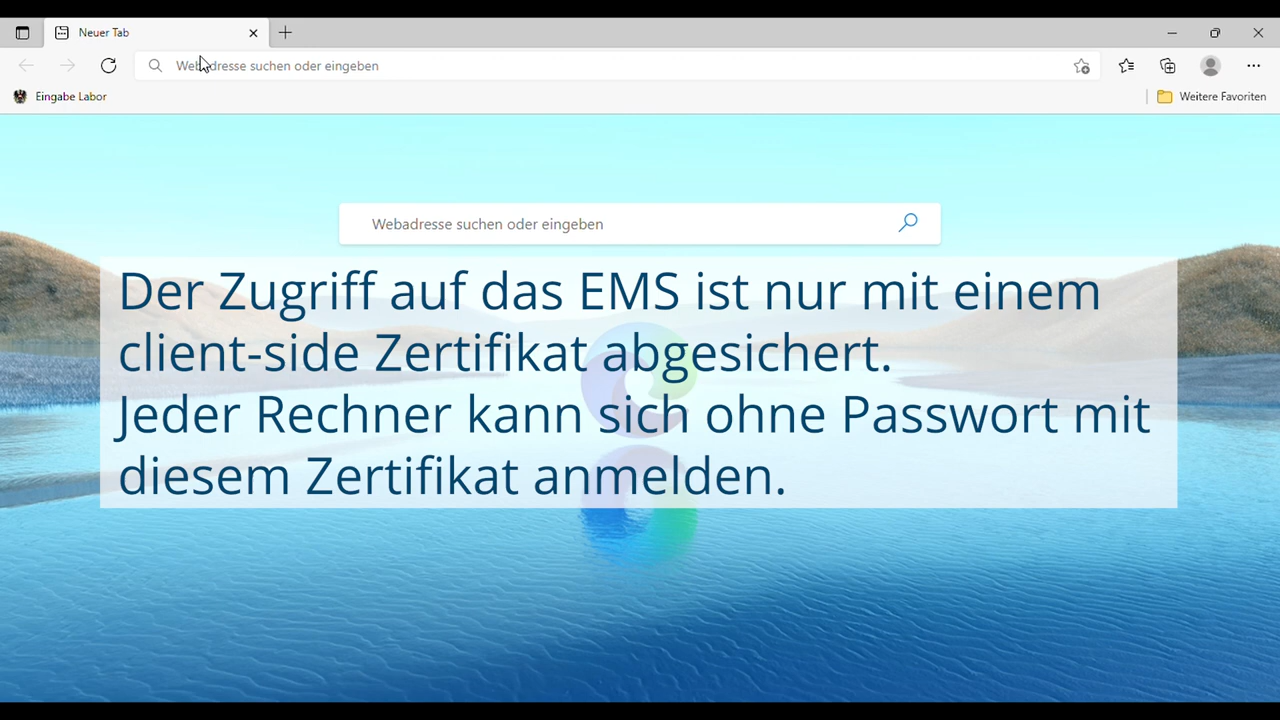 Neuer Tab
Webadresse suchen oder eingeben
Eingabe Labor
Weitere Favoriten
Webadresse suchen oder eingeben
Der Zugriff auf das EMS ist nur mit einem
client-side Zertifikat abgesichert.
Jeder Rechner kann sich ohne Passwort mit
diesem Zertifikat anmelden.